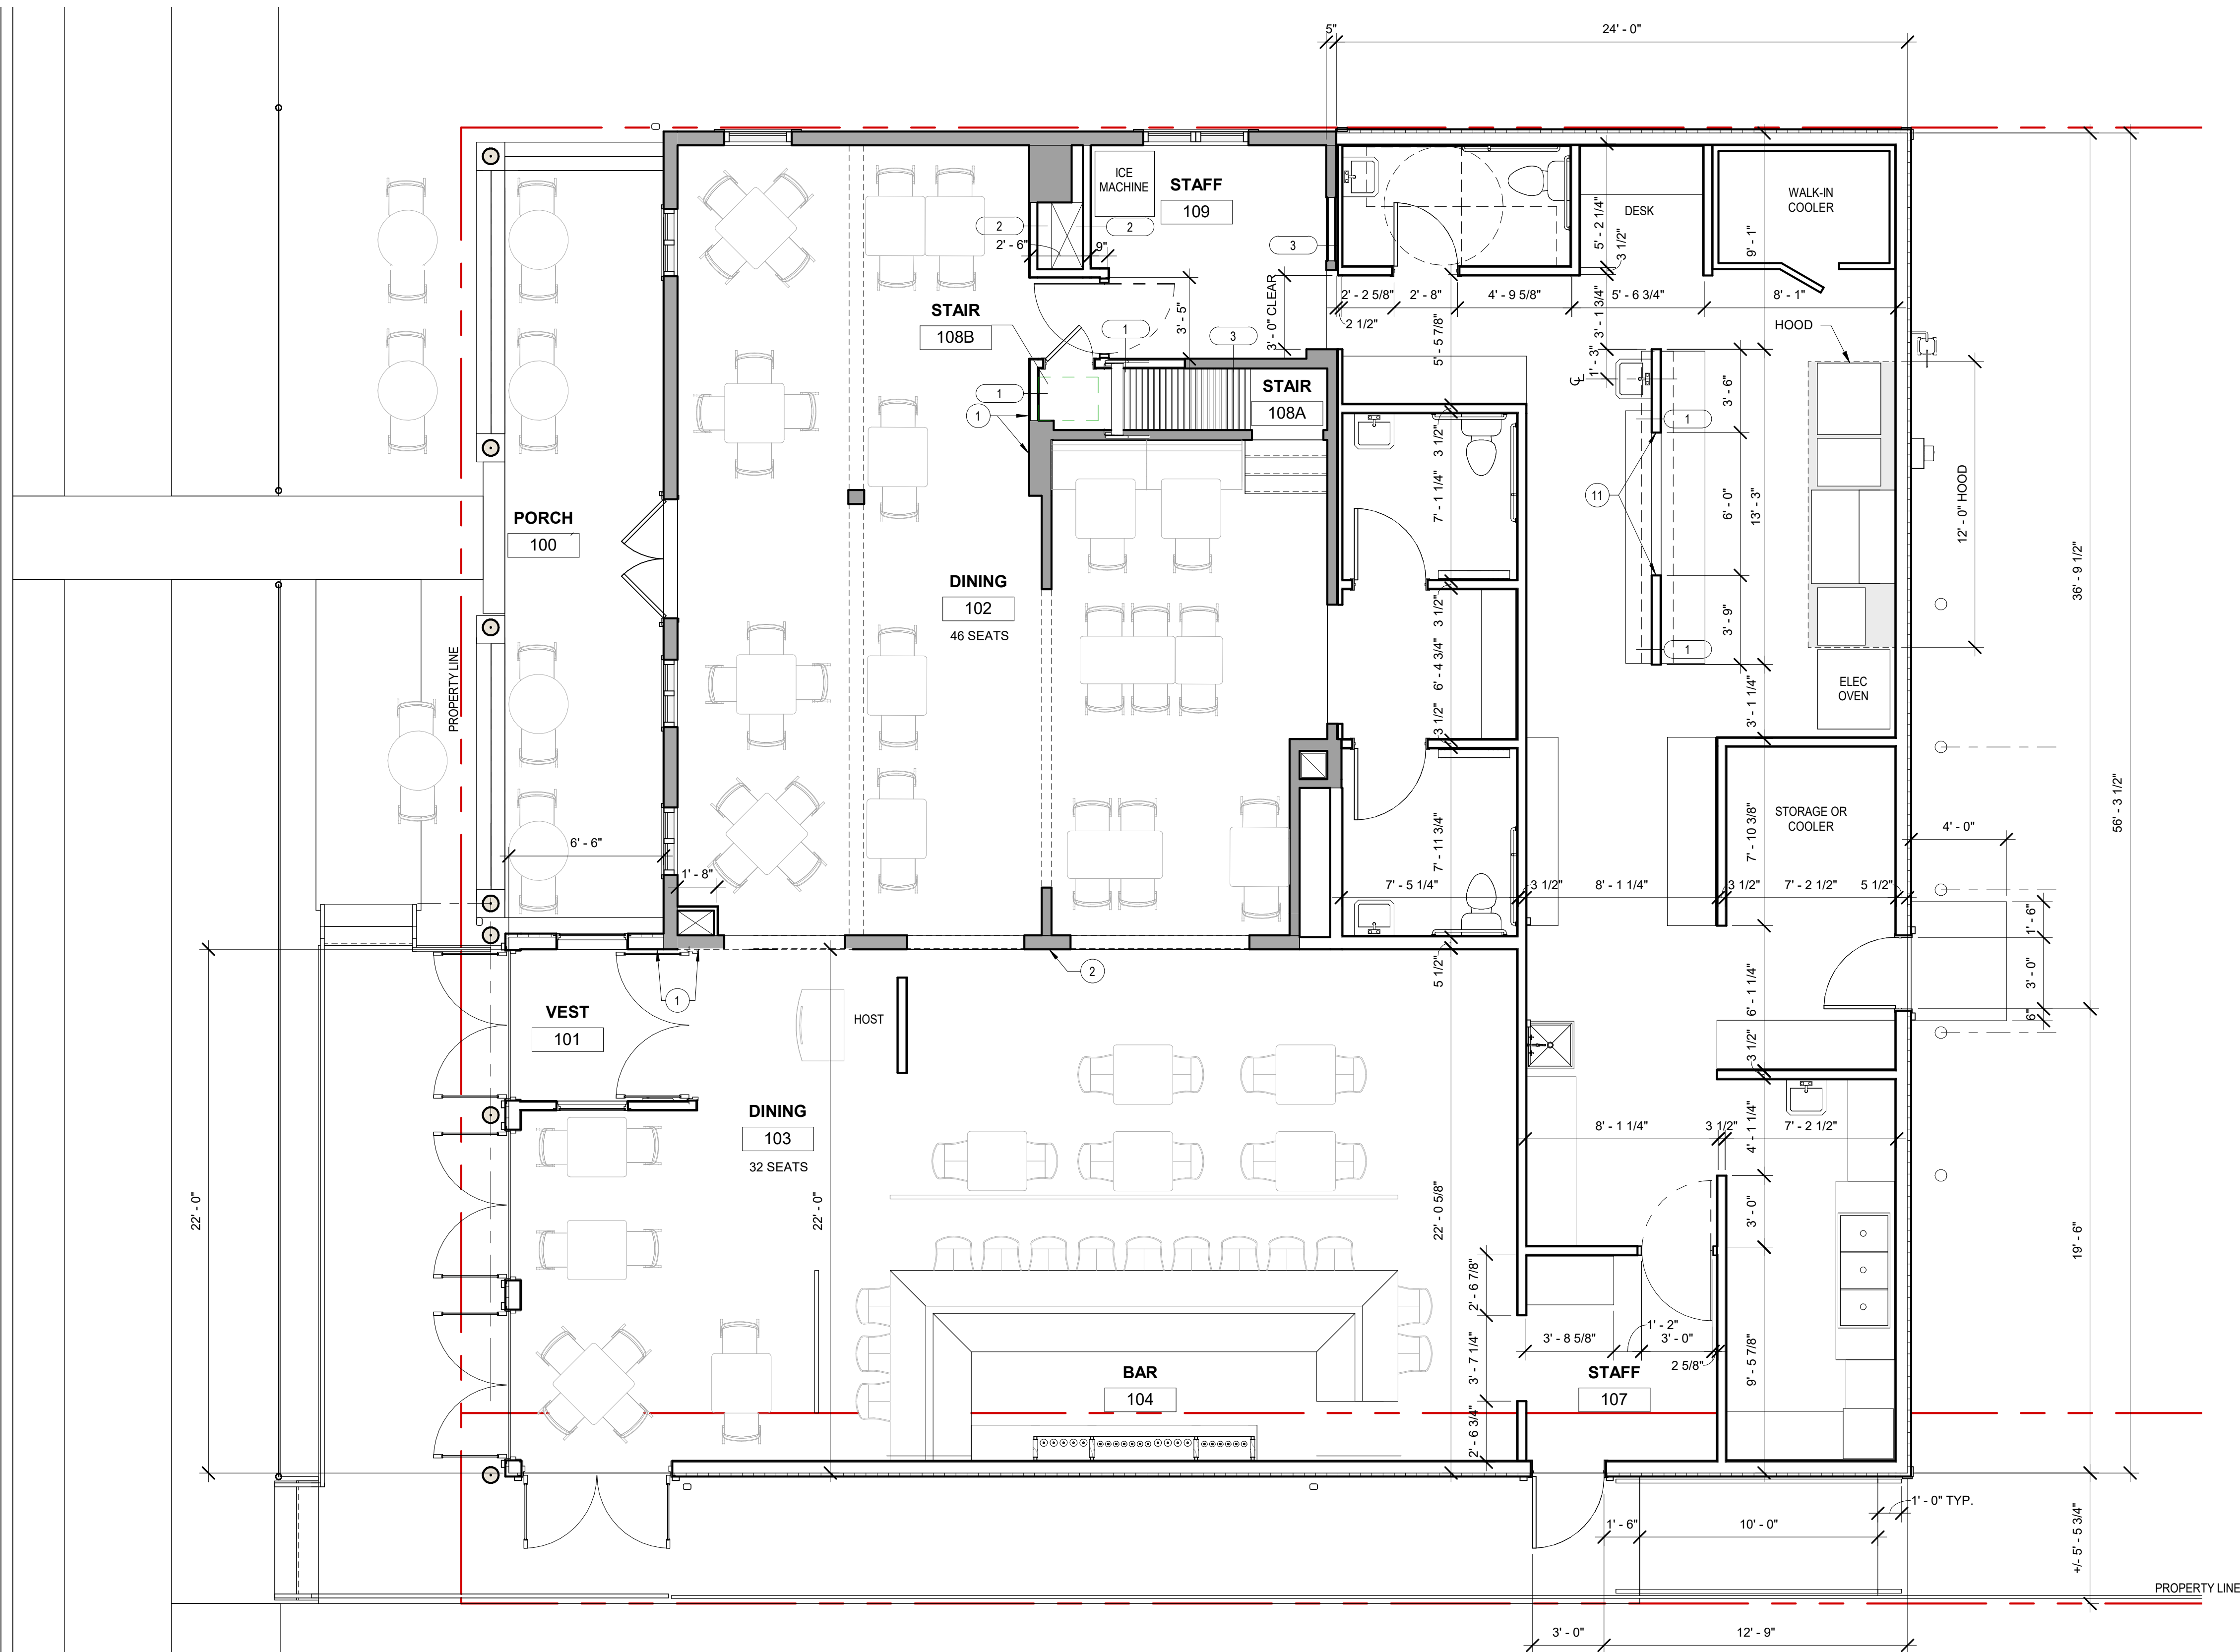 5"
24' - 0"
ICE
MACHINE
STAFF
109
WALK-IN
COOLER
DESK
5' - 2 1/4"
3 1/2"
9' - 1"
2
2
2' - 6"
9"
3
STAIR
108B
1
3' - 5"
3
3' - 0" CLEAR
2' - 2 5/8"
2' - 8"
4' - 9 5/8"
5' - 6 3/4"
8' - 1"
2 1/2"
5' - 5 7/8"
3' - 1 3/4"
1' - 3"
HOOD
STAIR
108A
1
1
3' - 6"
1
3 1/2"
7' - 1 1/4"
11
6' - 0"
13' - 3"
12' - 0" HOOD
36' - 9 1/2"
PORCH
100
DINING
102
46 SEATS
3 1/2"
6' - 4 3/4"
3 1/2"
3' - 9"
1
3' - 1 1/4"
ELEC
OVEN
PROPERTY LINE
STORAGE OR
COOLER
56' - 3 1/2"
6' - 6"
1' - 8"
7' - 11 3/4"
7' - 10 3/8"
4' - 0"
7' - 5 1/4"
3 1/2"
8' - 1 1/4"
3 1/2"
7' - 2 1/2"
5 1/2"
1' - 6"
3' - 0"
6"
1
2
5 1/2"
6' - 1 1/4"
VEST
101
HOST
3 1/2"
DINING
103
32 SEATS
8' - 1 1/4"
3 1/2"
7' - 2 1/2"
4' - 1 1/4"
22' - 0"
22' - 0"
22' - 0 5/8"
3' - 0"
19' - 6"
2' - 6 7/8"
3' - 8 5/8"
1' - 2"
3' - 0"
2 5/8"
3' - 7 1/4"
9' - 5 7/8"
BAR
104
STAFF
107
2' - 6 3/4"
1' - 0" TYP.
1' - 6"
10' - 0"
+/- 5' - 5 3/4"
PROPERTY LINE
3' - 0"
12' - 9"